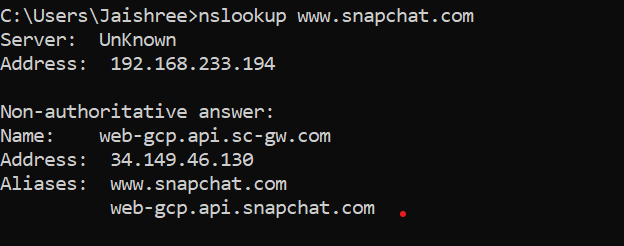 C:\Users\Jaishree>nslookup www.snapchat.com
Server:  UnKnown
Address:  192.168.233.194

Non-authoritative answer:
Name:    web-gcp.api.sc-gw.com
Address:  34.149.46.130
Aliases:  www.snapchat.com
          web-gcp.api.snapchat.com